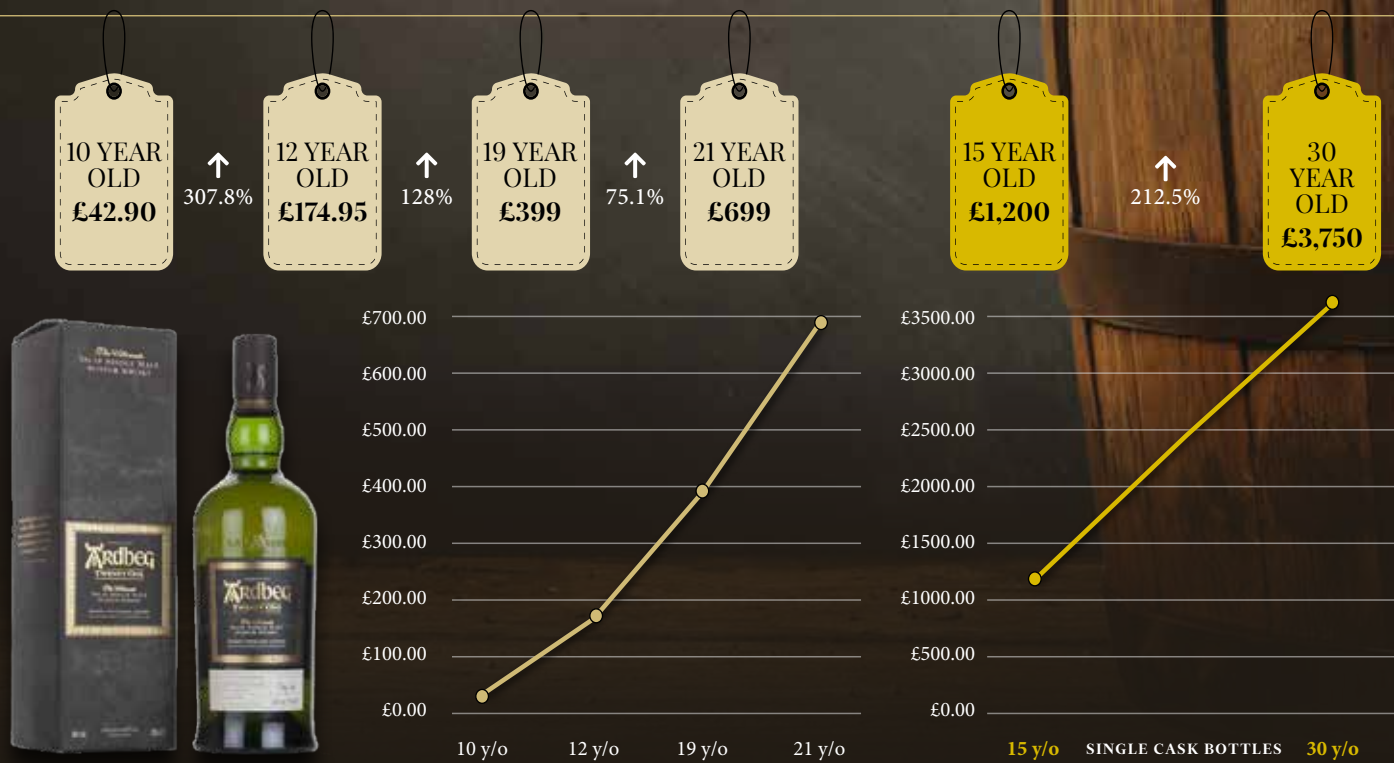 10 YEAR
OLD
£42.90
307.8%
12 YEAR
OLD
£174.95
128%
19 YEAR
OLD
£399
75.1%
21 YEAR
OLD
£699
15 YEAR
OLD
£1,200
212.5%
30
YEAR
OLD
£3,750
£700.00
£600.00
£500.00
£400.00
£300.00
£200.00
£100.00
£0.00
10 y/o 12 y/o 19 y/o 21 y/o
£3500.00
£3000.00
£2500.00
£2000.00
£1500.00
£1000.00
£500.00
£0.00
15 y/o SINGLE CASK BOTTLES 30 y/o
ARDBEG
TWENTY ONE
ARDBEG
TWENTY ONE